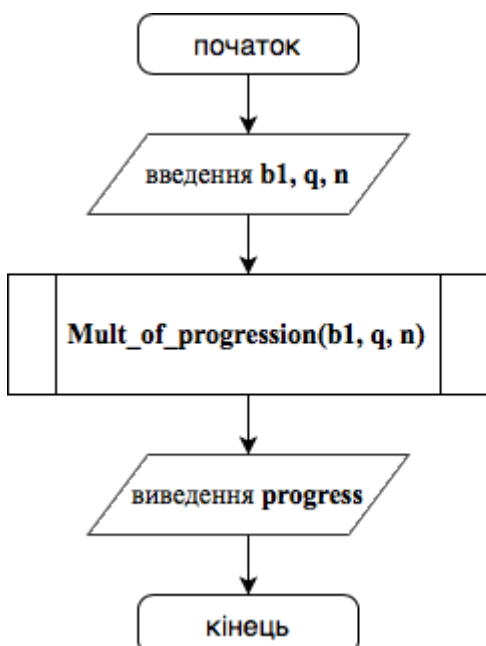 початок
введення b1, q, n
Mult_of_progression(b1, q, n)
виведення progress
кінець